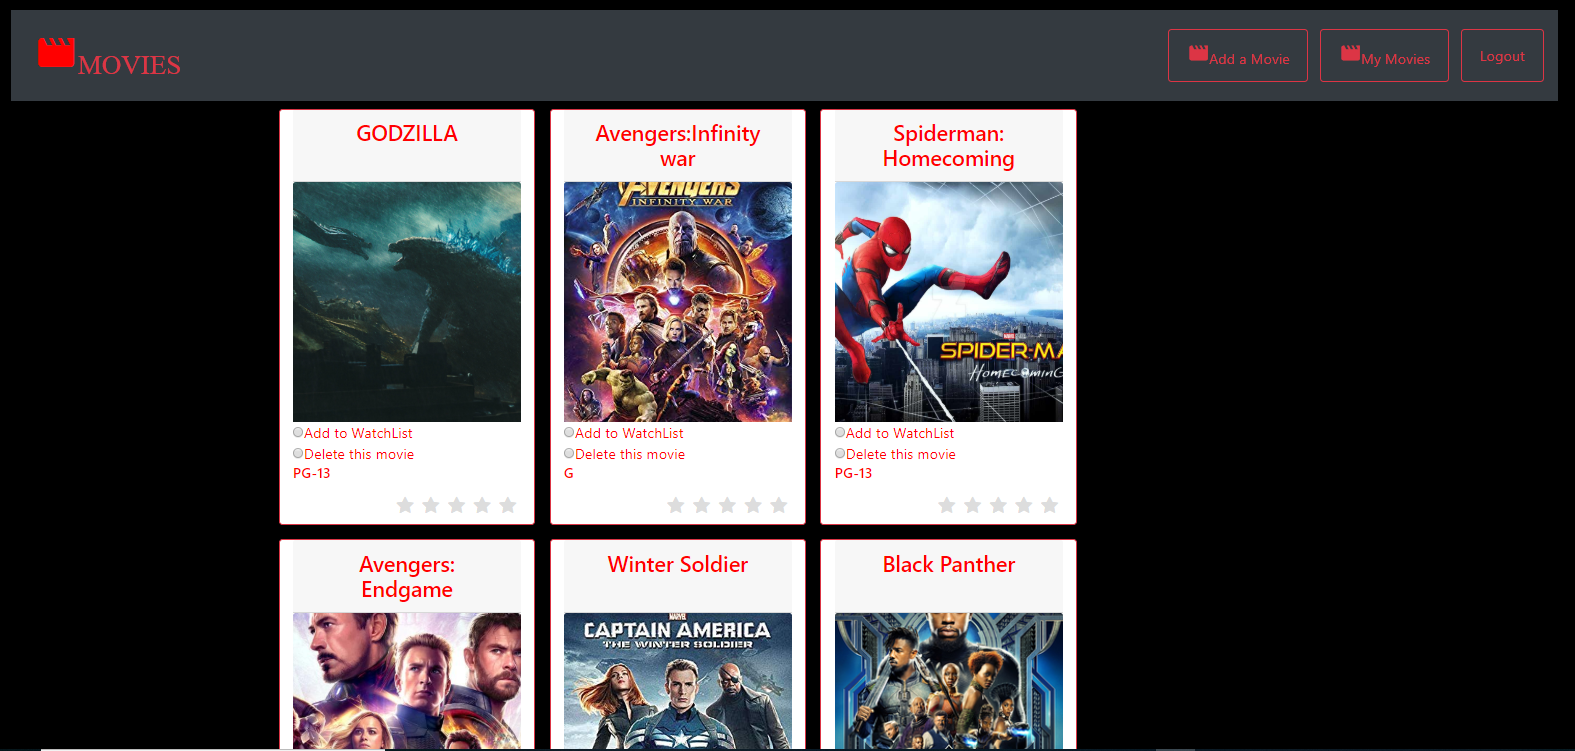 MOVIES
Add a Movie
My Movies
Logout
GODZILLA
Add to WatchList
Delete this movie
PG-13
Avengers:Infinity
war
AVENGERS
INFINITY WAR
Add to WatchList
Delete this movie
G
Spiderman:
Homecoming
SPIDER-MA
HOMECOMING
Add to WatchList
Delete this movie
PG-13
Avengers:
Endgame
Winter Soldier
MARVEL
CAPTAIN AMERICA
THE WINTER SOLDIER
Black Panther